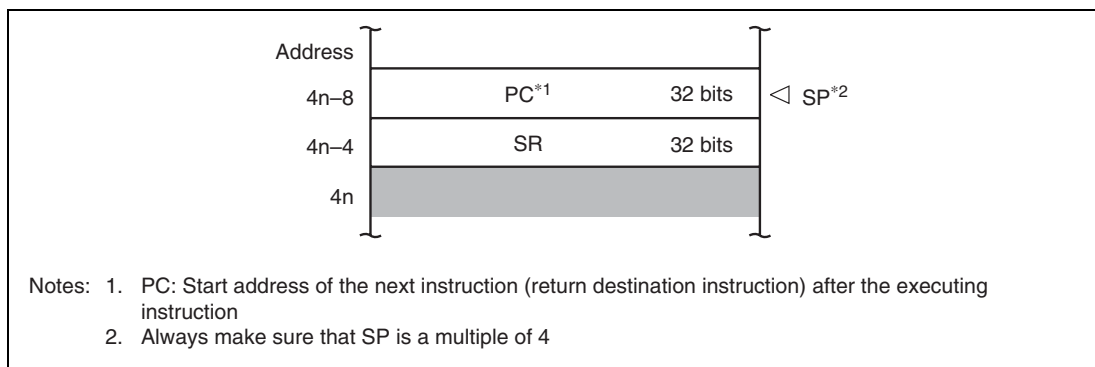 Address
4n–8 PC*1 32 bits SP*2
4n–4 SR 32 bits
4n
Notes: 1. PC: Start address of the next instruction (return destination instruction) after the executing
instruction
2. Always make sure that SP is a multiple of 4